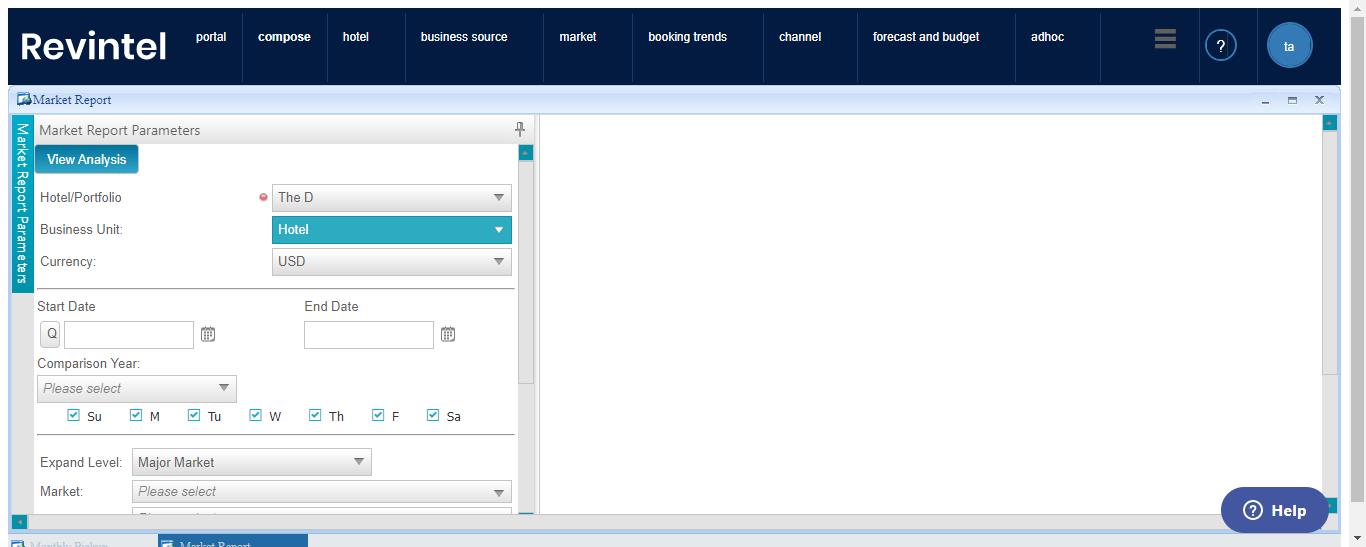 Revintel
portal
compose
hotel
business source
market
booking trends
channel
forecast and budget
adhoc
?
ta
Market Report
Market Report Parameters
Market Report Parameters
View Analysis
Hotel/Portfolio
The D
Business Unit:
Hotel
Currency:
USD
Start Date
End Date
Q
Comparison Year:
Please select
Su
M
Tu
W
Th
F
Sa
Expand Level:
Major Market
Market:
Please select
? Help
Monthly Pickup
Market Report